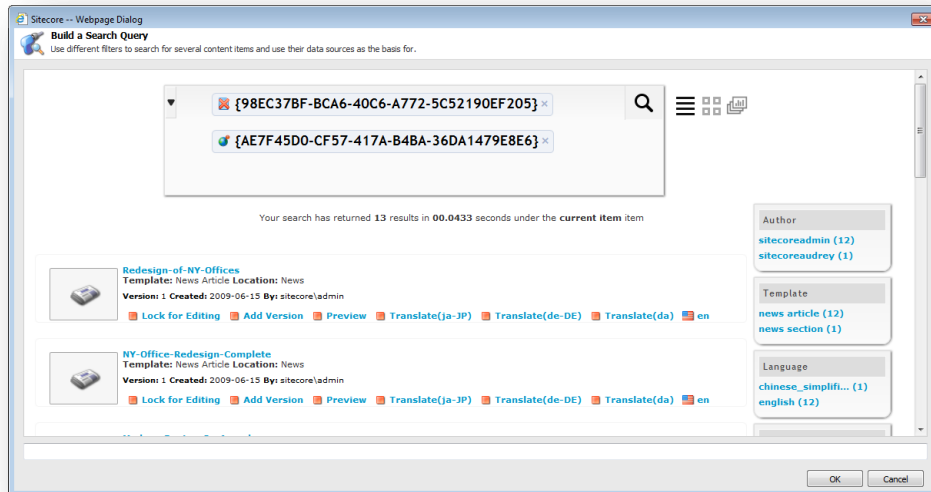 Sitecore -- Webpage Dialog
Build a Search Query
Use different filters to search for several content items and use their data sources as the basis for.
{98EC37BF-BCA6-40C6-A772-5C52190EF205} ×
{AE7F45D0-CF57-417A-B4BA-36DA1479E8E6} ×
Your search has returned 13 results in 00.0433 seconds under the current item item
Redesign-of-NY-Offices
Template: News Article Location: News
Version: 1 Created: 2009-06-15 By: sitecore\admin
Lock for Editing Add Version Preview Translate(ja-JP) Translate(de-DE) Translate(da) en
NY-Office-Redesign-Complete
Template: News Article Location: News
Version: 1 Created: 2009-06-15 By: sitecore\admin
Lock for Editing Add Version Preview Translate(ja-JP) Translate(de-DE) Translate(da) en
Author
sitecoreadmin (12)
sitecoreaudrey (1)
Template
news article (12)
news section (1)
Language
chinese_simplifi... (1)
english (12)
OK Cancel